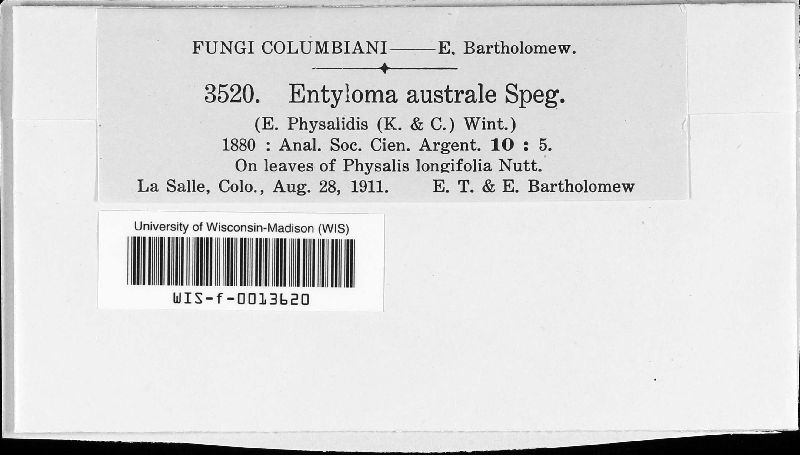 FUNGI COLUMBIANI——E. Bartholomew.
3520. Entyloma australe Speg.
(E. Physalidis (K. & C.) Wint.)
1880 : Anal. Soc. Cien. Argent. 10 : 5.
On leaves of Physalis longifolia Nutt.
La Salle, Colo., Aug. 28, 1911. E. T. & E. Bartholomew
University of Wisconsin-Madison (WIS)
WIS-f-0013620